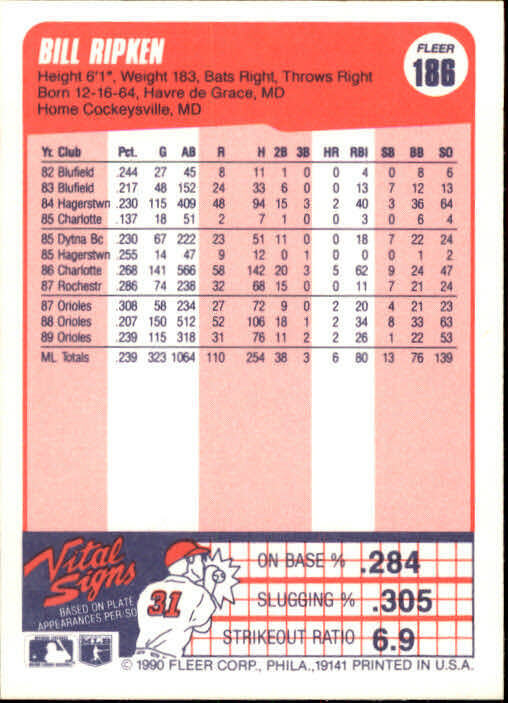 BILL RIPKEN
FLEER
186
Height 6'1", Weight 183, Bats Right, Throws Right
Born 12-16-64, Havre de Grace, MD
Home Cockeysville, MD
Yr. Club Pct. G AB R H 2B 3B HR RBI SB BB SO
82 Blufield .244 27 45 8 11 1 0 0 4 0 8 6
83 Blufield .217 48 152 24 33 6 0 0 13 7 12 13
84 Hagerstwn .230 115 409 48 94 15 3 2 40 3 36 64
85 Charlotte .137 18 51 2 7 1 0 0 3 0 6 4
85 Dytna Bc .230 67 222 23 51 11 0 0 18 7 22 24
85 Hagerstwn .255 14 47 9 12 0 1 0 0 0 1 2
86 Charlotte .268 141 566 58 142 20 3 5 62 9 24 47
87 Rochestr .286 74 238 32 68 15 0 0 11 7 21 24
87 Orioles .308 58 234 27 72 9 0 2 20 4 21 23
88 Orioles .207 150 512 52 106 18 1 2 34 8 33 63
89 Orioles .239 115 318 31 76 11 2 2 26 1 22 53
ML Totals .239 323 1064 110 254 38 3 6 80 13 76 139
Vital Signs
BASED ON PLATE
APPEARANCES PER/SO
31
ON BASE % .284
SLUGGING % .305
STRIKEOUT RATIO 6.9
MLB
© 1990 FLEER CORP., PHILA., 19141 PRINTED IN U.S.A.